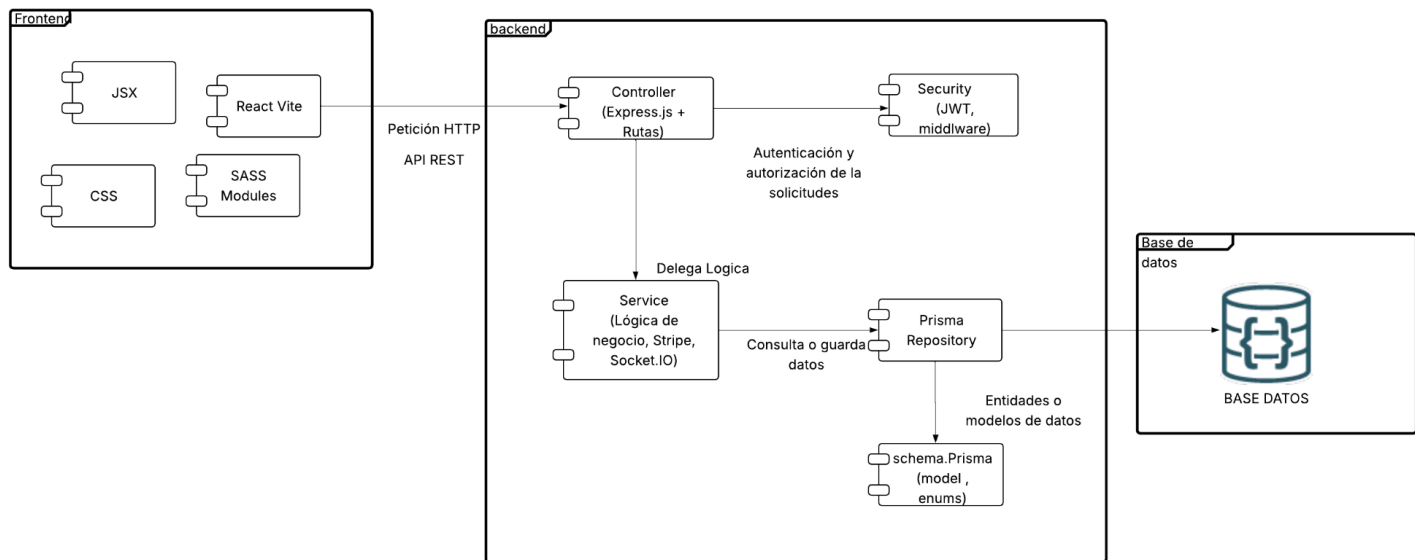 Frontend
JSX
React Vite
CSS
SASS
Modules
Petición HTTP
API REST
backend
Controller
(Express.js +
Rutas)
Security
(JWT,
middlware)
Autenticación y
autorización de la
solicitudes
Delega Logica
Service
(Lógica de
negocio, Stripe,
Socket.IO)
Consulta o guarda
datos
Prisma
Repository
Entidades o
modelos de datos
schema.Prisma
(model ,
enums)
Base de
datos
BASE DATOS